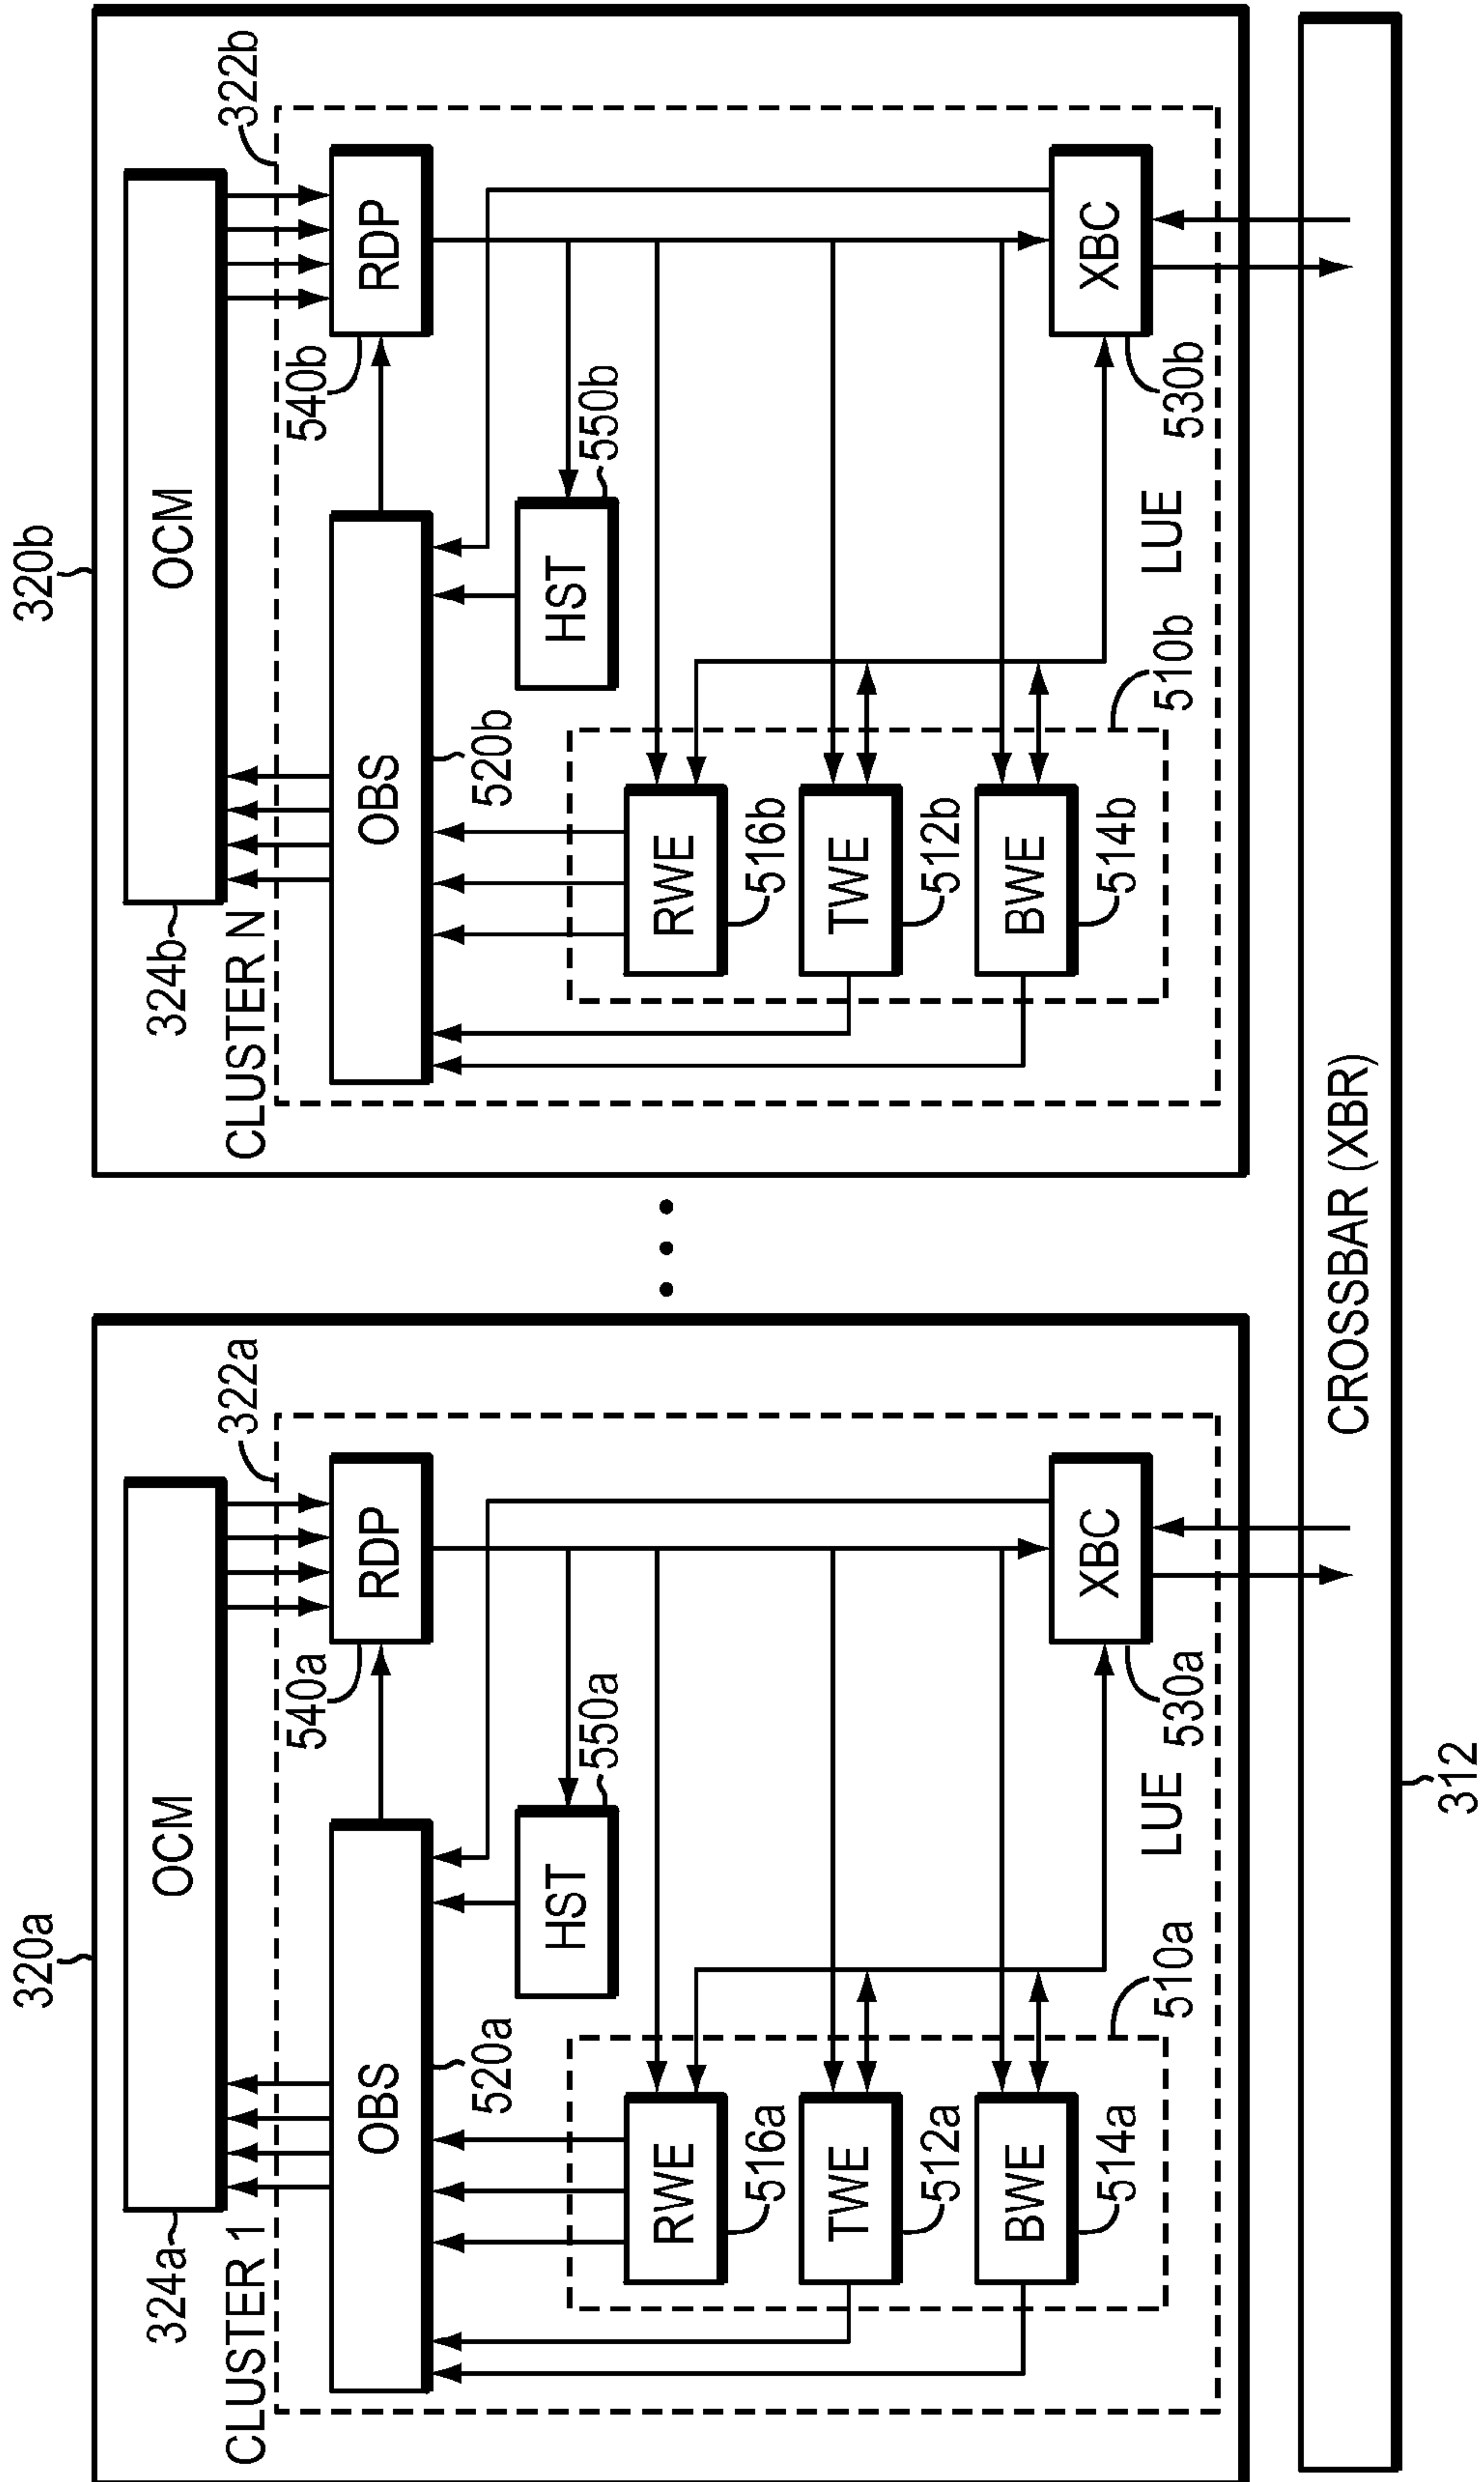 320a
324a
OCM
CLUSTER 1
322a
OBS
520a
540a
RDP
HST
550a
RWE
516a
TWE
512a
BWE
514a
510a
LUE
XBC
530a
320b
324b
OCM
CLUSTER N
322b
OBS
520b
540b
RDP
HST
550b
RWE
516b
TWE
512b
BWE
514b
510b
LUE
XBC
530b
CROSSBAR (XBR)
312